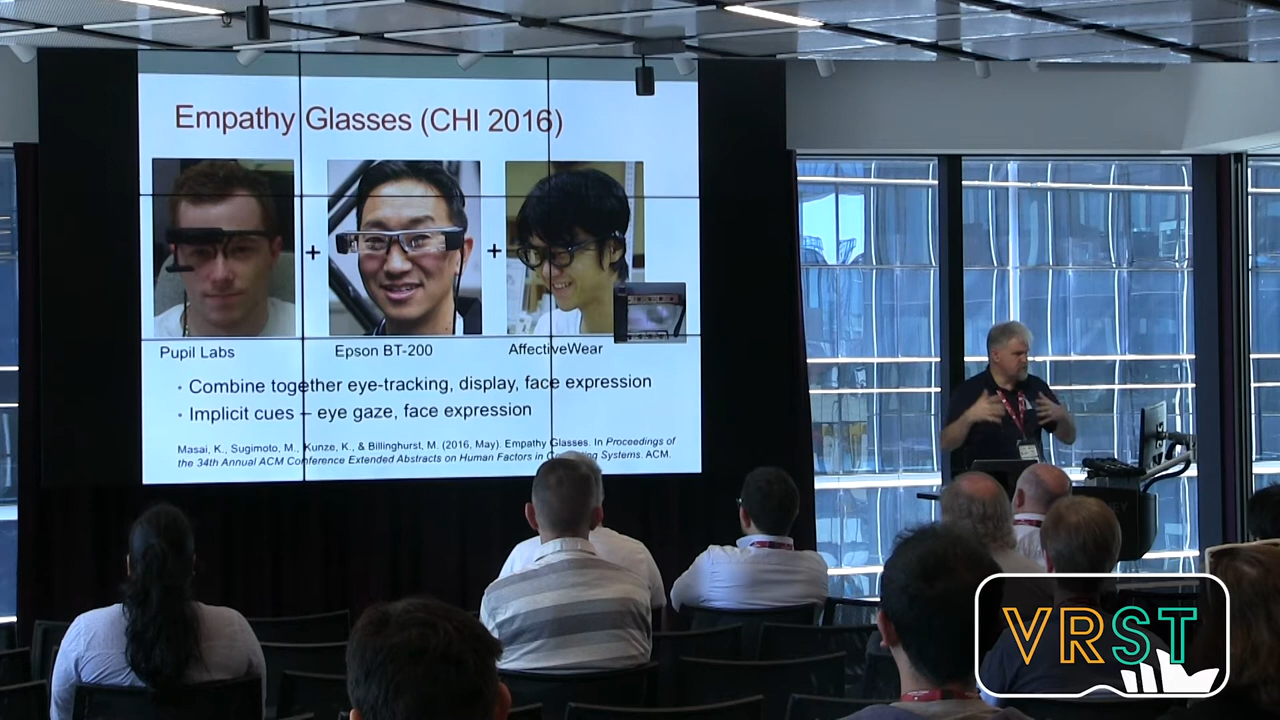 Empathy Glasses (CHI 2016)
+
+
Pupil Labs
Epson BT-200
AffectiveWear
• Combine together eye-tracking, display, face expression
• Implicit cues – eye gaze, face expression
Masai, K., Sugimoto, M., Kunze, K., & Billinghurst, M. (2016, May). Empathy Glasses. In Proceedings of
the 34th Annual ACM Conference Extended Abstracts on Human Factors in Systems. ACM.
VRST